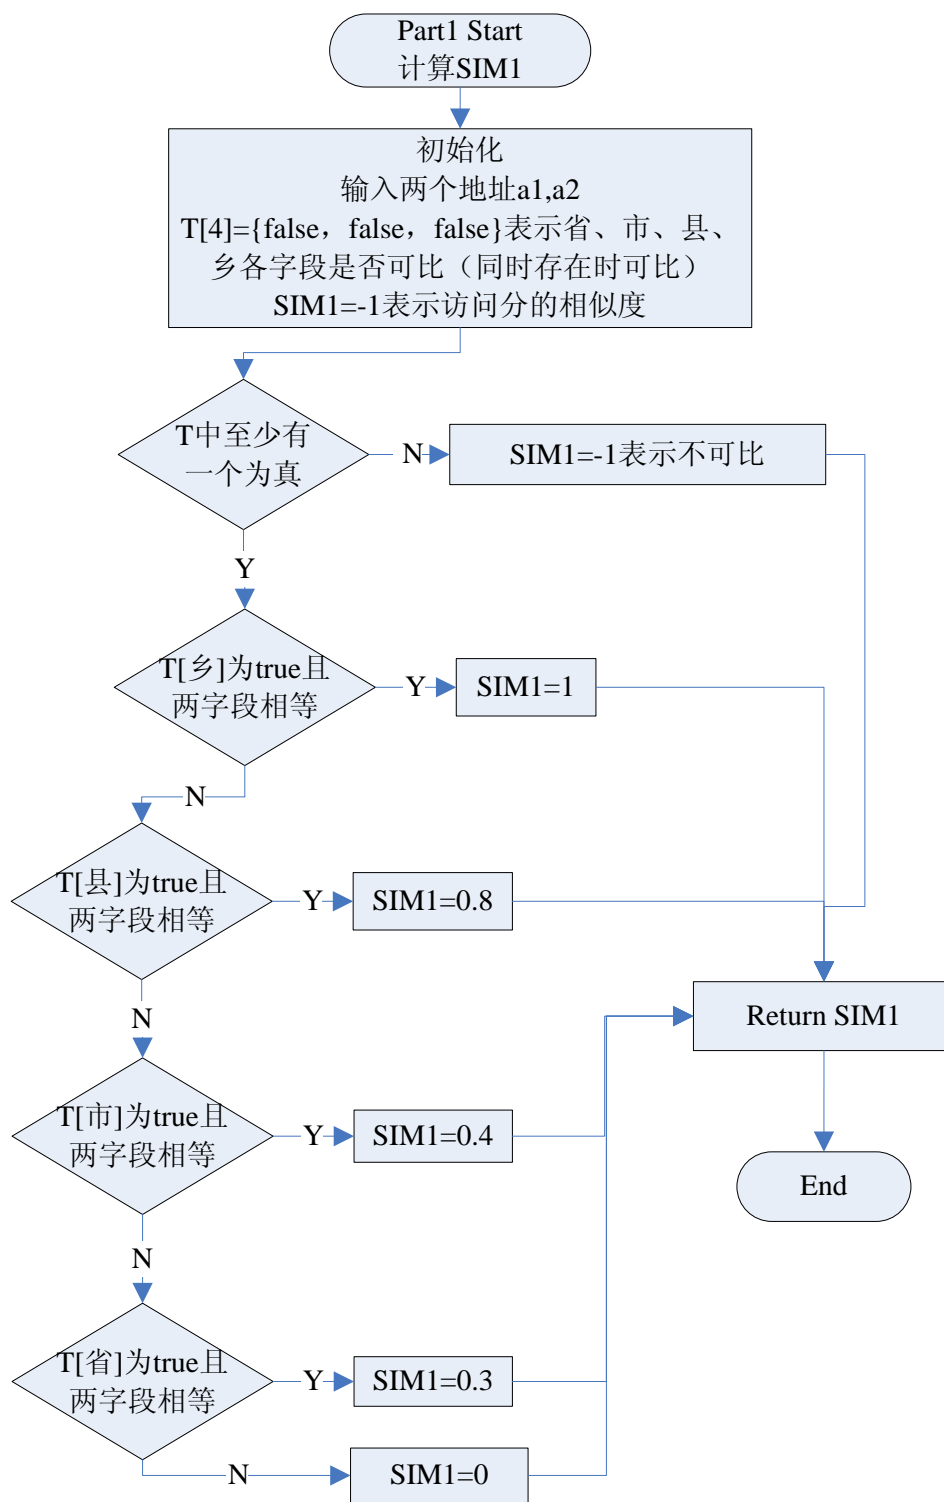 Part1 Start
计算SIM1
初始化
输入两个地址a1,a2
T[4]={false，false，false}表示省、市、县、
乡各字段是否可比（同时存在时可比）
SIM1=-1表示访问分的相似度
T中至少有
一个为真
N
SIM1=-1表示不可比
Y
T[乡]为true且
两字段相等
Y
SIM1=1
N
T[县]为true且
两字段相等
Y
SIM1=0.8
N
Return SIM1
T[市]为true且
两字段相等
Y
SIM1=0.4
End
N
T[省]为true且
两字段相等
Y
SIM1=0.3
N
SIM1=0